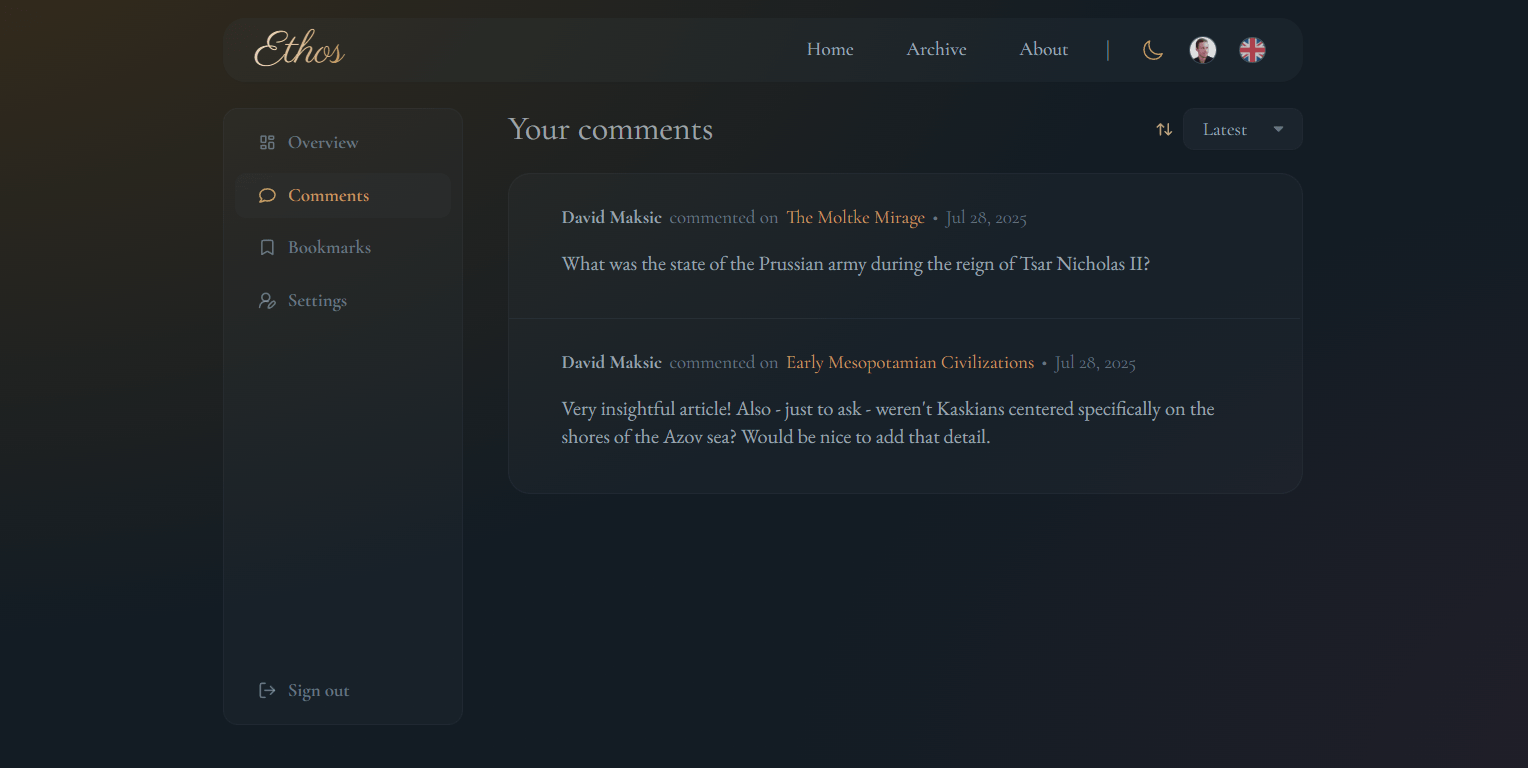 Ethos
Home
Archive
About
Overview
Comments
Bookmarks
Settings
Sign out
Your comments
Latest
David Maksic commented on The Moltke Mirage • Jul 28, 2025
What was the state of the Prussian army during the reign of Tsar Nicholas II?
David Maksic commented on Early Mesopotamian Civilizations • Jul 28, 2025
Very insightful article! Also - just to ask - weren't Kaskians centered specifically on the
shores of the Azov sea? Would be nice to add that detail.